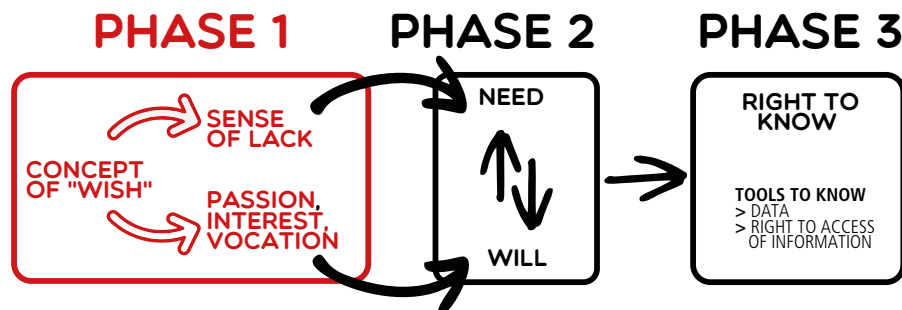 PHASE 1
CONCEPT
OF "WISH"
SENSE
OF LACK
PASSION,
INTEREST,
VOCATION
PHASE 2
NEED
WILL
PHASE 3
RIGHT TO
KNOW
TOOLS TO KNOW
> DATA
> RIGHT TO ACCESS
OF INFORMATION